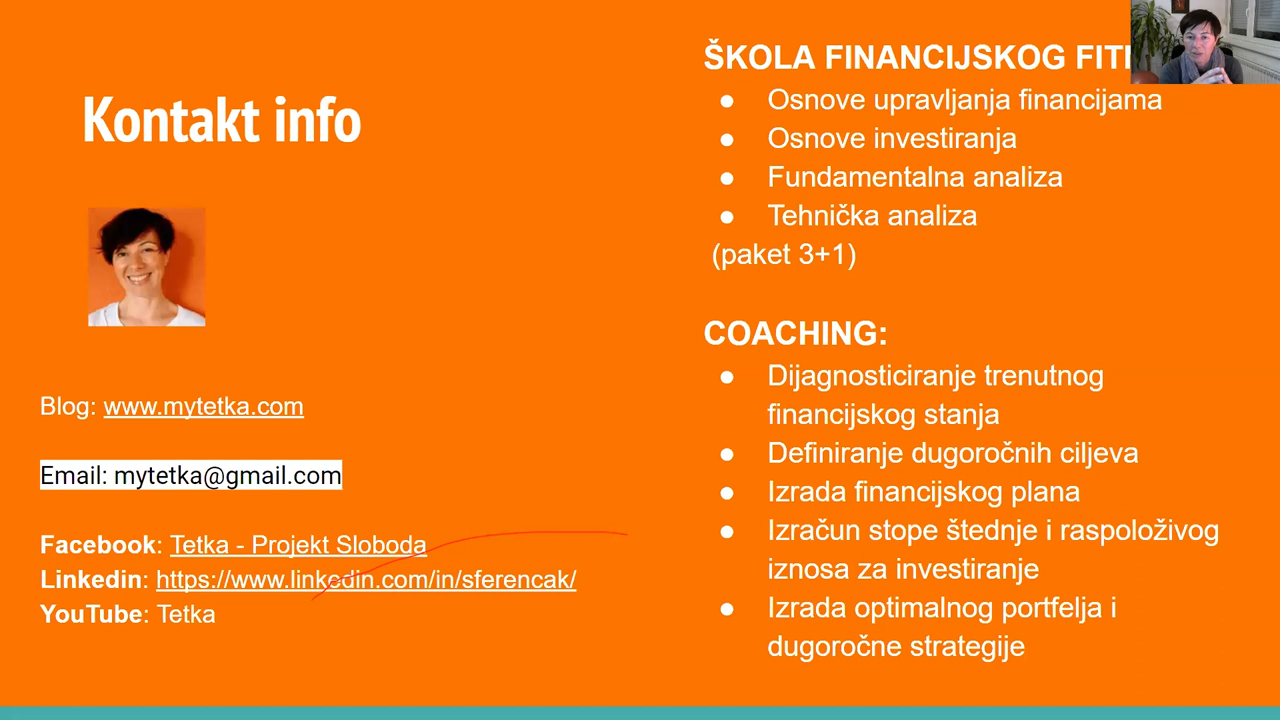 Kontakt info
Blog: www.mytetka.com
Email: mytetka@gmail.com
Facebook: Tetka - Projekt Sloboda
Linkedin: https://www.linkedin.com/in/sferencak/
YouTube: Tetka
ŠKOLA FINANCIJSKOG
● Osnove upravljanja financijama
● Osnove investiranja
● Fundamentalna analiza
● Tehnička analiza
(paket 3+1)
COACHING:
● Dijagnosticiranje trenutnog
financijskog stanja
● Definiranje dugoročnih ciljeva
● Izrada financijskog plana
● Izračun stope štednje i raspoloživog
iznosa za investiranje
● Izrada optimalnog portfelja i
dugoročne strategije